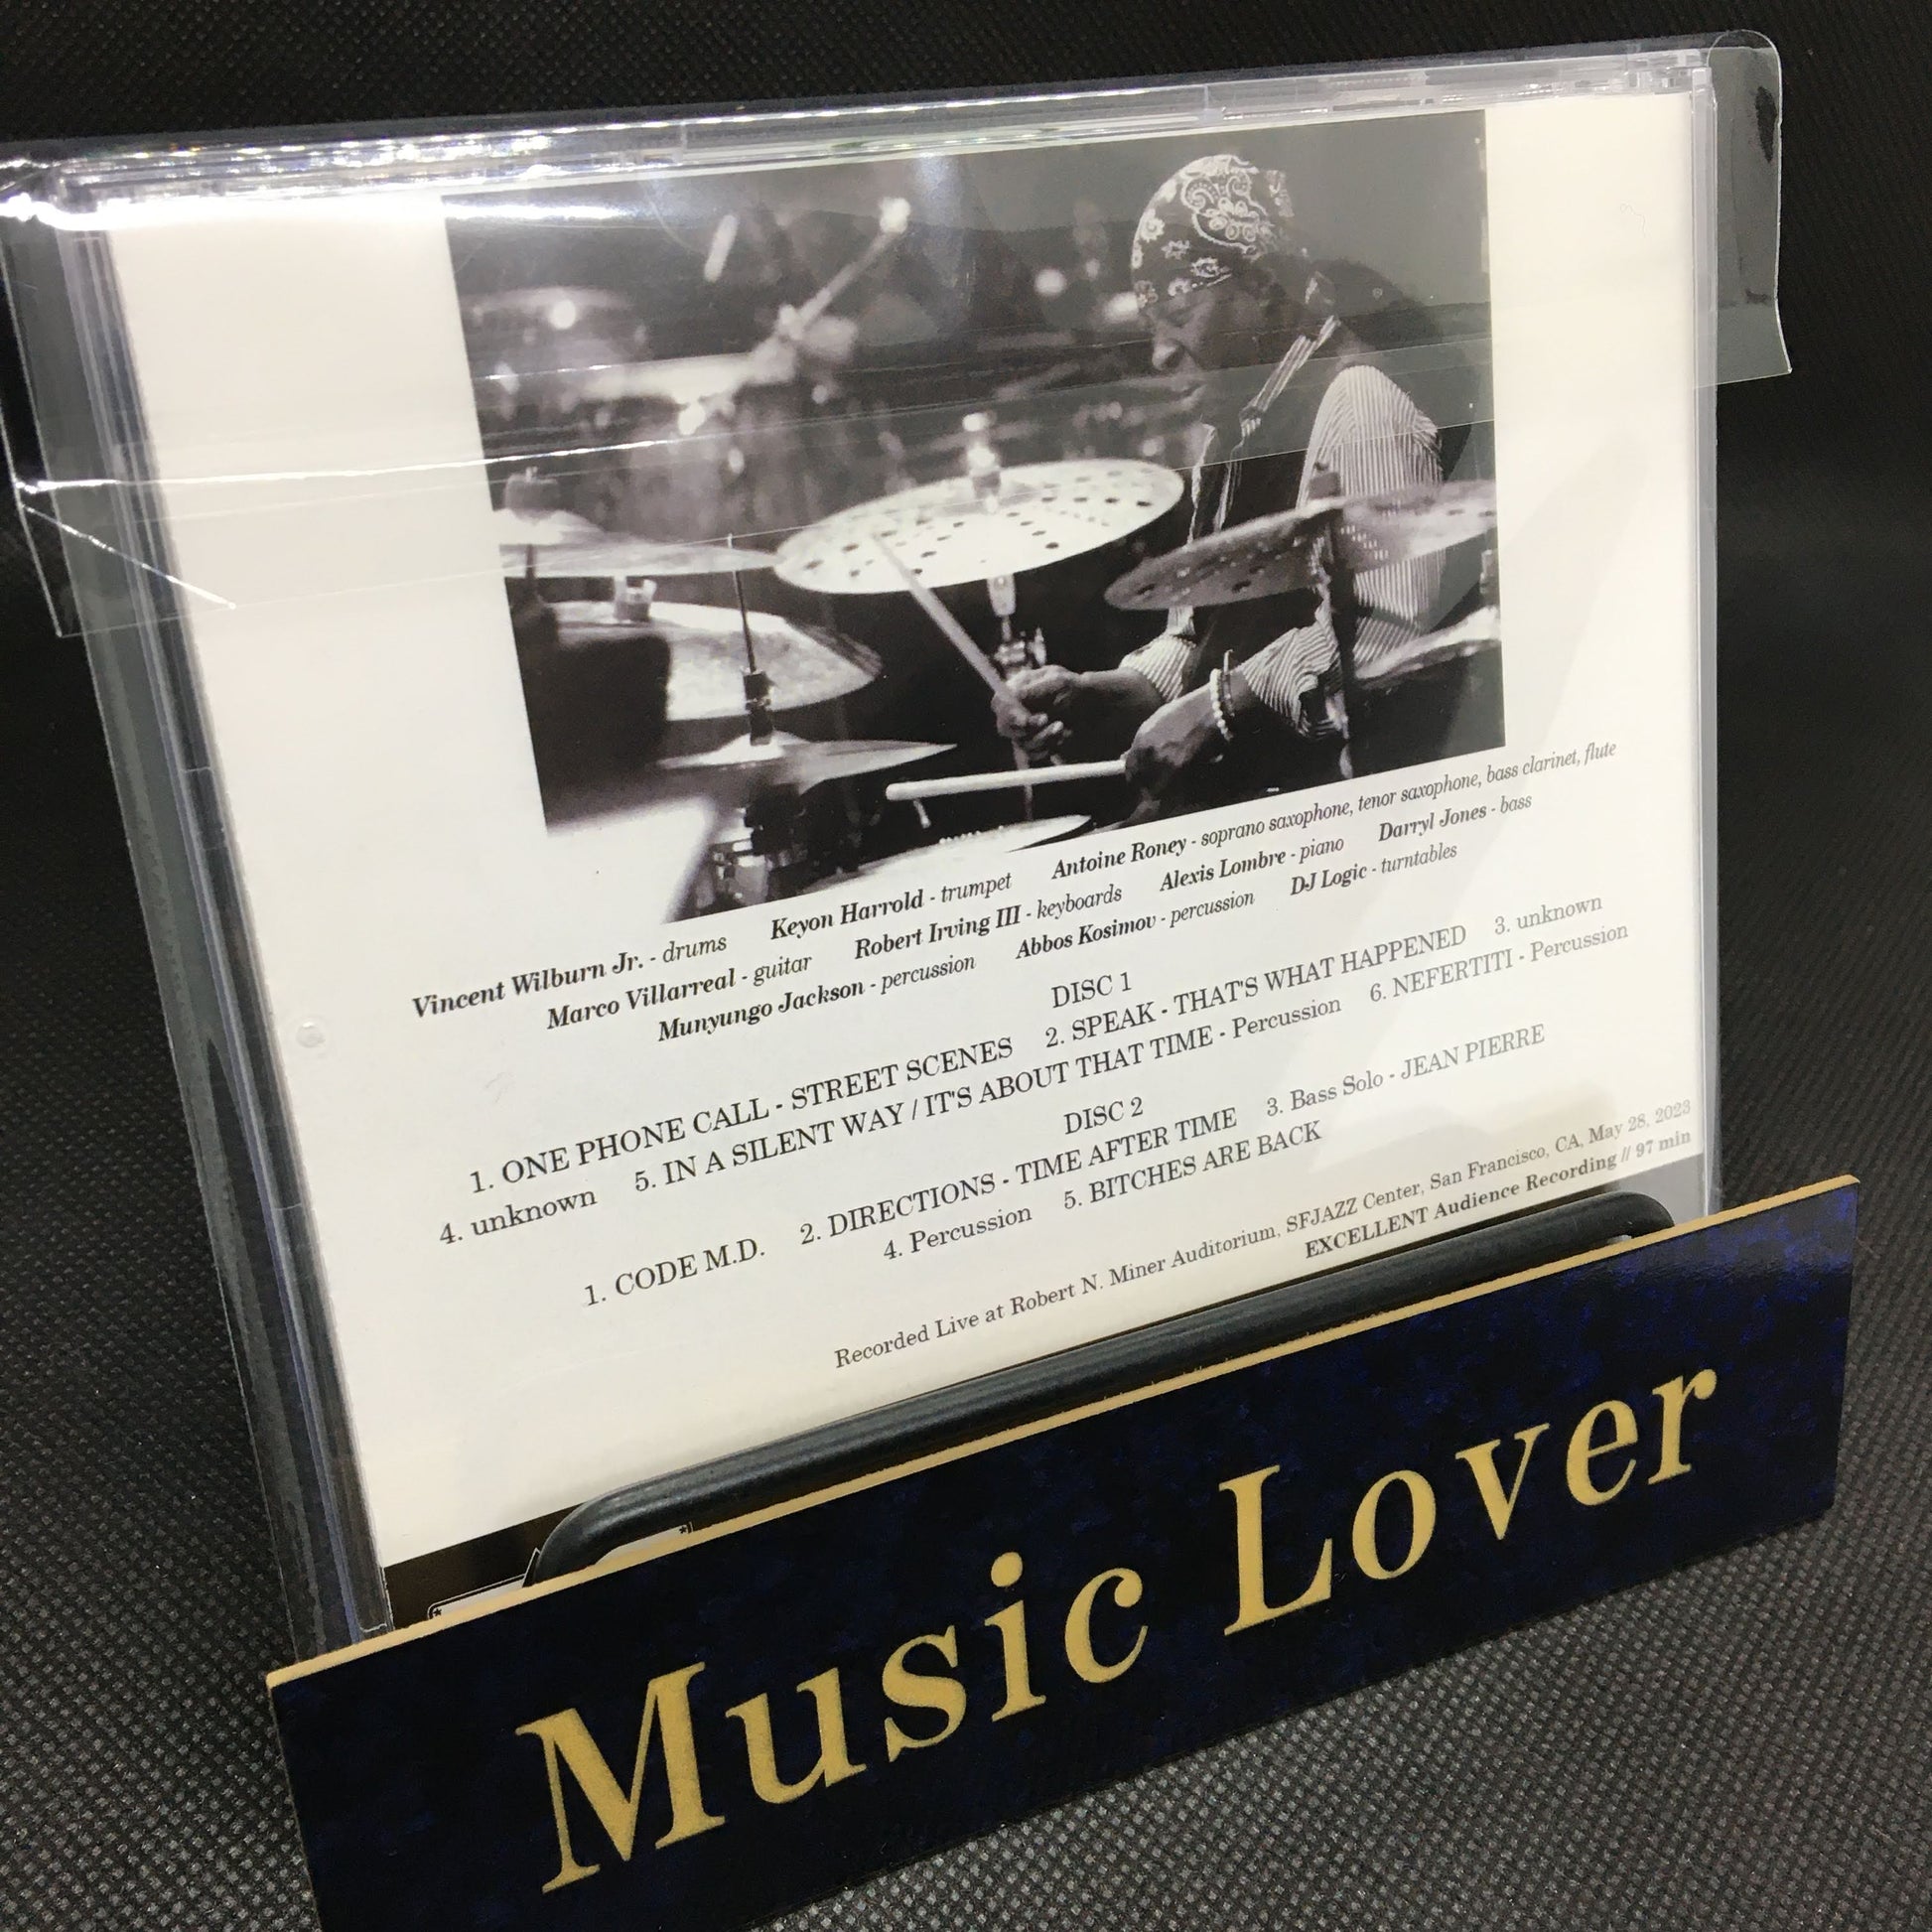 Vincent Wilburn Jr. - drums Keyon Harrold - trumpet Antoine Roney - soprano saxophone, tenor saxophone, bass clarinet, flute
Marco Villarreal - guitar Robert Irving III - keyboards Alexis Lombre - piano Darryl Jones - bass
Munyungo Jackson - percussion Abbos Kosimov - percussion DJ Logic - turntables
DISC 1
1. ONE PHONE CALL - STREET SCENES 2. SPEAK - THAT'S WHAT HAPPENED 3. unknown
4. unknown 5. IN A SILENT WAY / IT'S ABOUT THAT TIME - Percussion 6. NEFERTITI - Percussion
DISC 2
1. CODE M.D. 2. DIRECTIONS - TIME AFTER TIME 3. Bass Solo - JEAN PIERRE
4. Percussion 5. BITCHES ARE BACK
Recorded Live at Robert N. Miner Auditorium, SFJAZZ Center, San Francisco, CA, May 28, 2023
EXCELLENT Audience Recording // 97 min
Music Lover